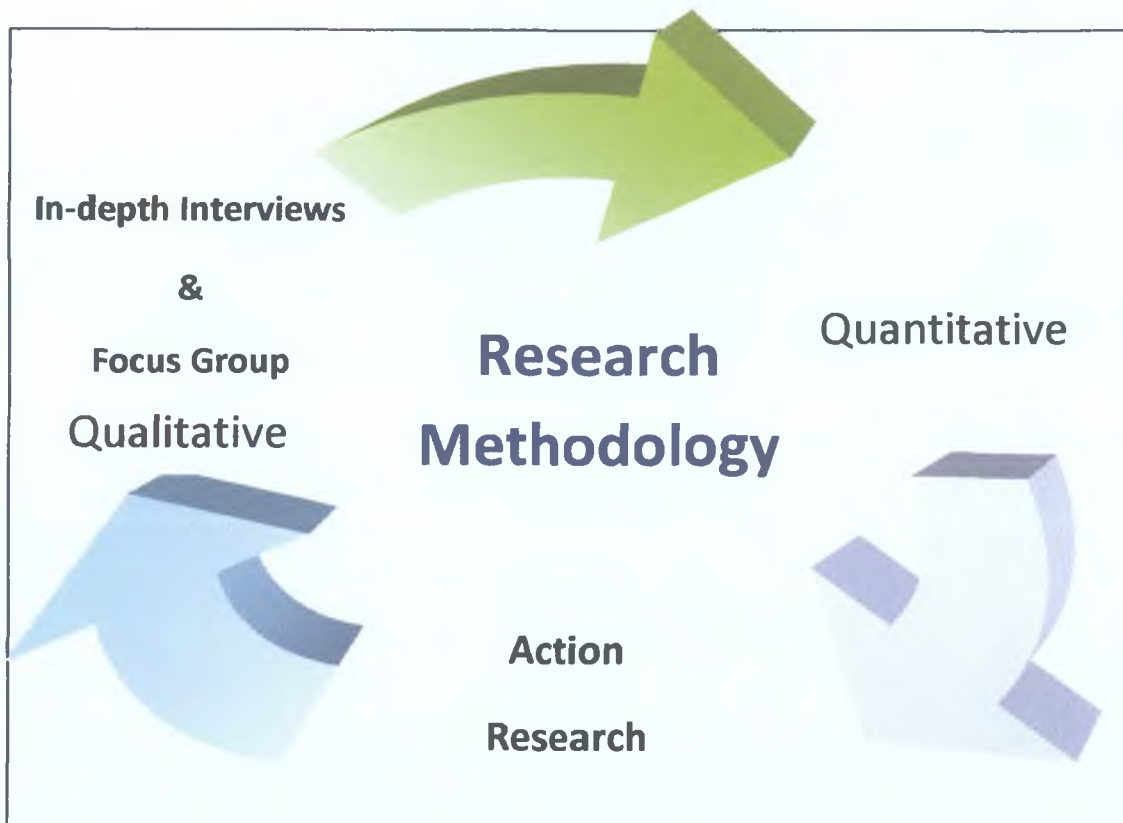 In-depth Interviews
&
Focus Group
Qualitative
Research
Methodology
Quantitative
Action
Research